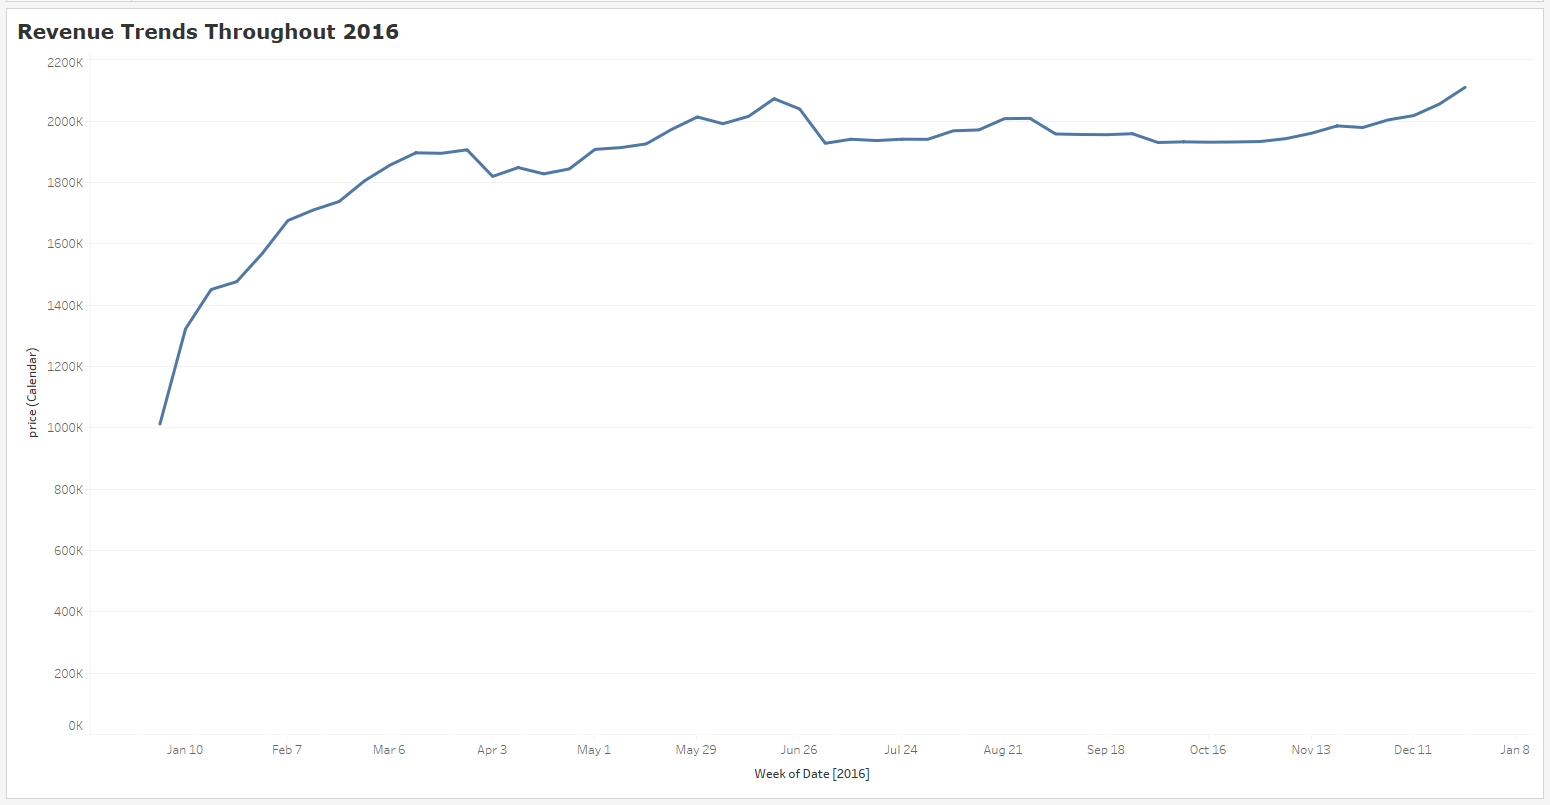 Revenue Trends Throughout 2016
2200K
2000K
1800K
1600K
1400K
1200K
1000K
800K
600K
400K
200K
0K
price (Calendar)
Jan 10 Feb 7 Mar 6 Apr 3 May 1 May 29 Jun 26 Jul 24 Aug 21 Sep 18 Oct 16 Nov 13 Dec 11 Jan 8
Week of Date [2016]